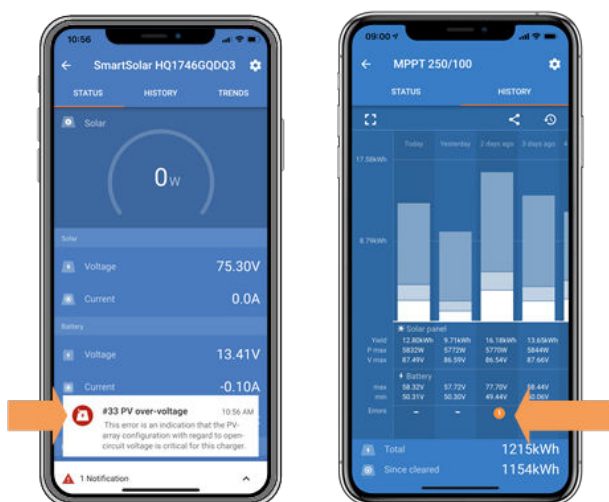 10:56
SmartSolar HQ1746GQDQ3
STATUS HISTORY TRENDS
Solar
0w
Solar
Voltage 75.30V
Current 0.0A
Battery
Voltage 13.41V
Current -0.10A
#33 PV over-voltage 10:56 AM
This error is an indication that the PV-
array configuration with regard to open-
circuit voltage is critical for this charger.
1 Notification
09:00
MPPT 250/100
STATUS HISTORY
Today Yesterday 2 days ago 3 days ago 4
17.58kWh
8.79kWh
Solar panel
Yield 12.80kWh 9.71kWh 16.18kWh 13.65kWh
P max 5832W 5772W 5770W 5844W
V max 87.49V 86.59V 86.54V 87.66V
Battery
max 58.32V 57.72V 77.70V 58.44V
min 50.31V 50.30V 49.44V
Errors – – 1
Total 1215kWh
Since cleared 1154kWh